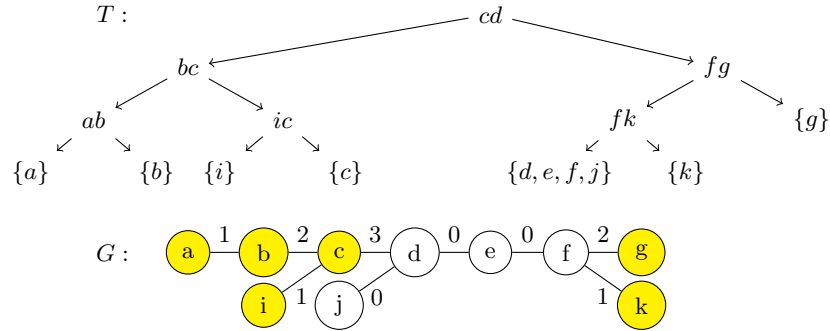 T : cd
bc fg
ab ic fk {g}
{a} {b} {i} {c} {d, e, f, j} {k}
1 2 3 0 0 2
G : a b c d e f g
1 0 1
i j k